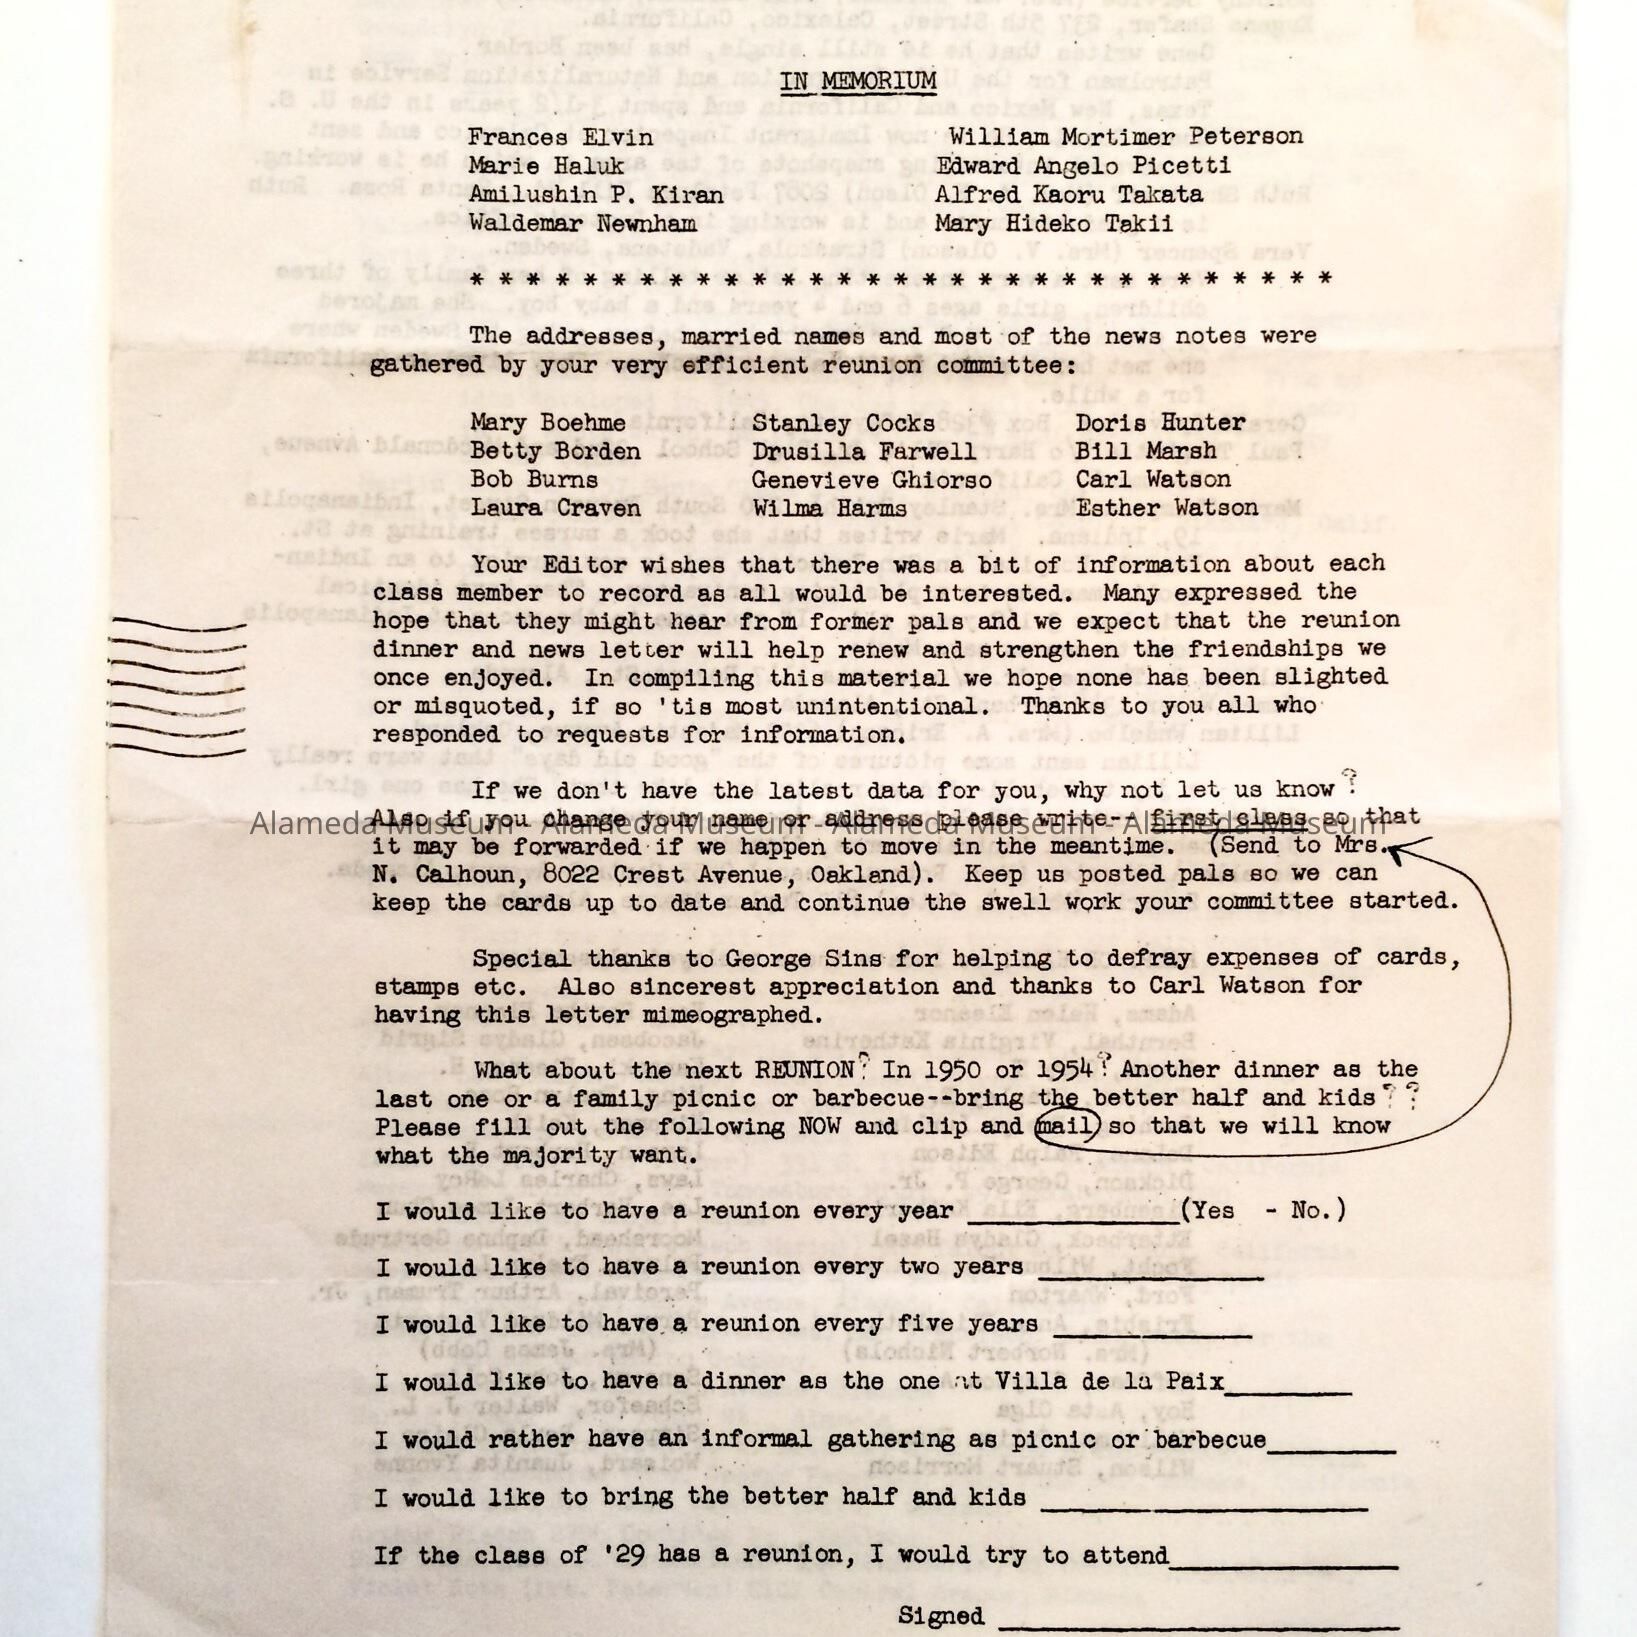 IN MEMORIUM
Frances Elvin William Mortimer Peterson
Marie Haluk Edward Angelo Picetti
Amilushin P. Kiran Alfred Kaoru Takata
Waldemar Newnham Mary Hideko Takii
* * * * * * * * * * * * * * * * * * * * * * * * * * * * * * *
The addresses, married names and most of the news notes were
gathered by your very efficient reunion committee:
Mary Boehme Stanley Cocks Doris Hunter
Betty Borden Drusilla Farwell Bill Marsh
Bob Burns Genevieve Ghiorso Carl Watson
Laura Craven Wilma Harms Esther Watson
Your Editor wishes that there was a bit of information about each
class member to record as all would be interested. Many expressed the
hope that they might hear from former pals and we expect that the reunion
dinner and news letter will help renew and strengthen the friendships we
once enjoyed. In compiling this material we hope none has been slighted
or misquoted, if so 'tis most unintentional. Thanks to you all who
responded to requests for information.
If we don't have the latest data for you, why not let us know?
Also if you change your name or address please write-- first class so that
Alameda Museum - Alameda Museum - Alameda Museum - Alameda Museum
it may be forwarded if we happen to move in the meantime. (Send to Mrs.
N. Calhoun, 8022 Crest Avenue, Oakland). Keep us posted pals so we can
keep the cards up to date and continue the swell work your committee started.
Special thanks to George Sins for helping to defray expenses of cards,
stamps etc. Also sincerest appreciation and thanks to Carl Watson for
having this letter mimeographed.
What about the next REUNION? In 1950 or 1954? Another dinner as the
last one or a family picnic or barbecue--bring the better half and kids??
Please fill out the following NOW and clip and mail so that we will know
what the majority want.
I would like to have a reunion every year ______________(Yes - No.)
I would like to have a reunion every two years _______________
I would like to have a reunion every five years _____________
I would like to have a dinner as the one at Villa de la Paix________
I would rather have an informal gathering as picnic or barbecue________
I would like to bring the better half and kids ______________________
If the class of '29 has a reunion, I would try to attend_______________
Signed ___________________________